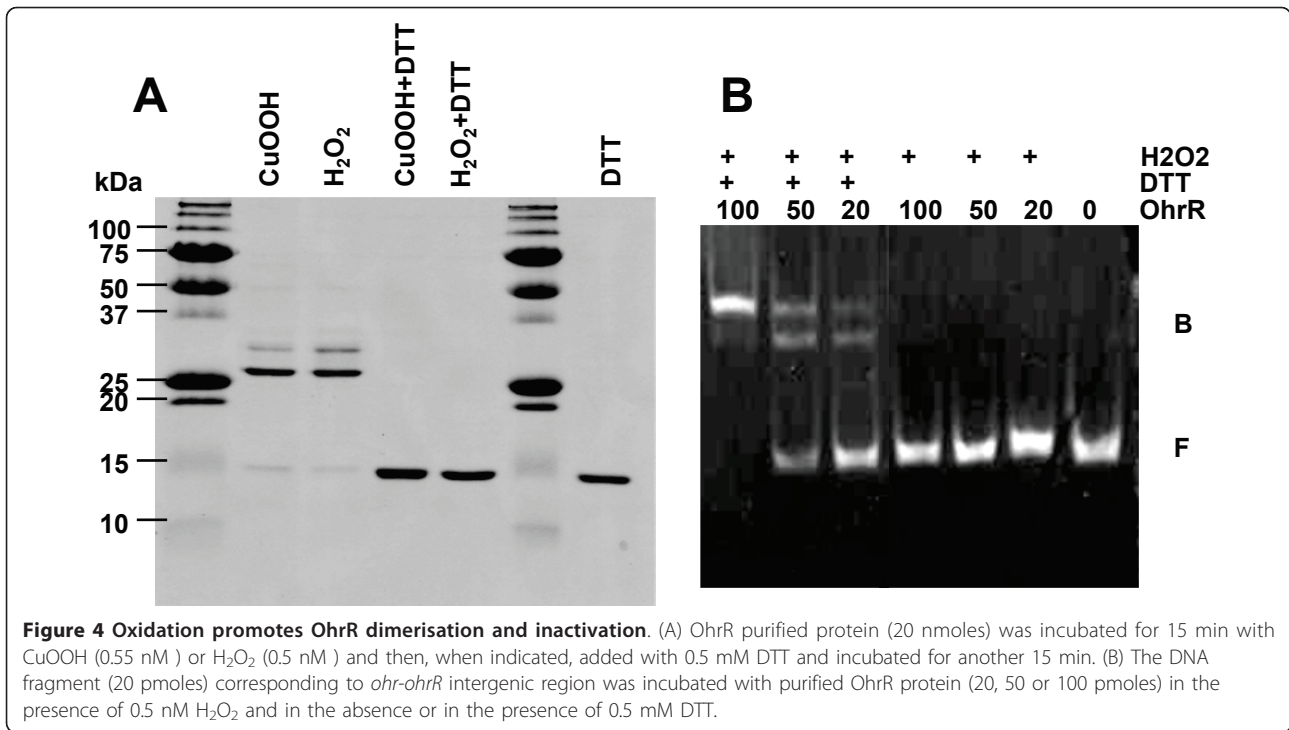 A
CuOOH
H₂O₂
CuOOH+DTT
H₂O₂+DTT
DTT
kDa
100
75
50
37
25
20
15
10
B
+ + + + + + H2O2
+ + + DTT
100 50 20 100 50 20 0 OhrR
B
F
Figure 4 Oxidation promotes OhrR dimerisation and inactivation. (A) OhrR purified protein (20 nmoles) was incubated for 15 min with
CuOOH (0.55 nM ) or H₂O₂ (0.5 nM ) and then, when indicated, added with 0.5 mM DTT and incubated for another 15 min. (B) The DNA
fragment (20 pmoles) corresponding to ohr-ohrR intergenic region was incubated with purified OhrR protein (20, 50 or 100 pmoles) in the
presence of 0.5 nM H₂O₂ and in the absence or in the presence of 0.5 mM DTT.